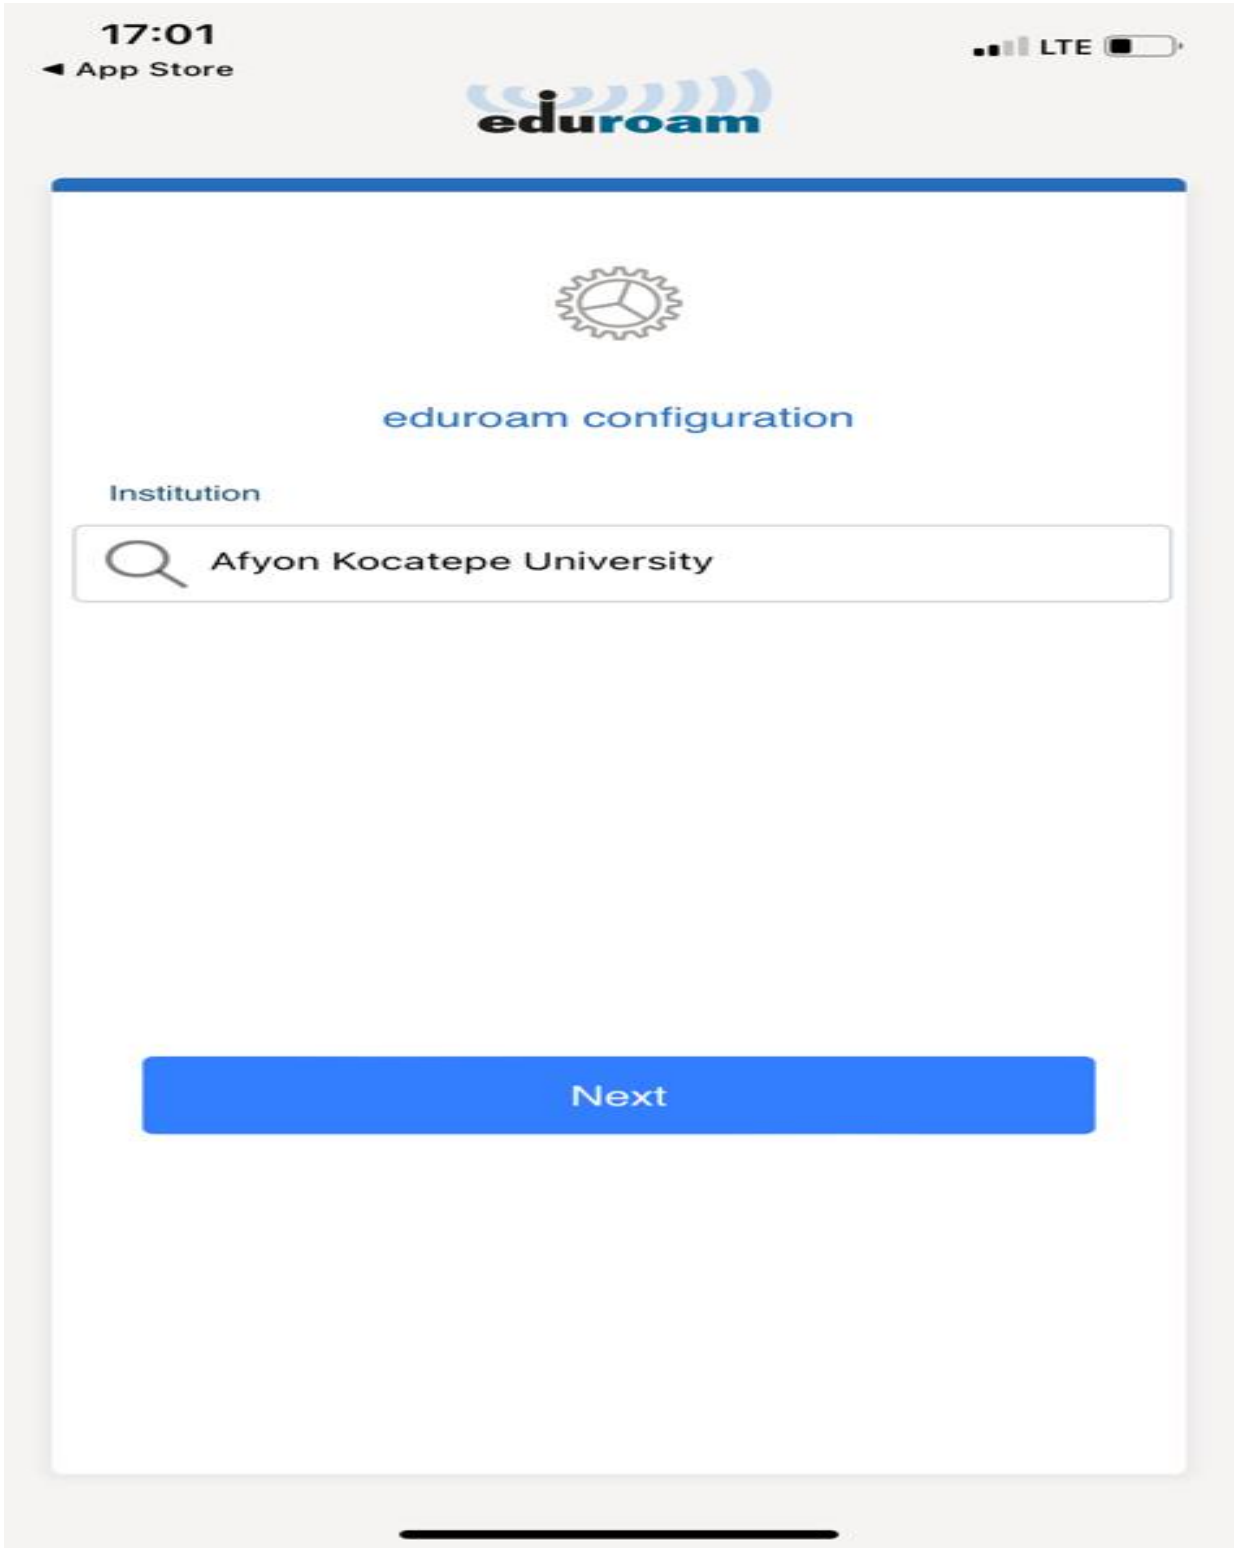 17:01
LTE
◄ App Store
eduroam
eduroam configuration
Institution
Afyon Kocatepe University
Next